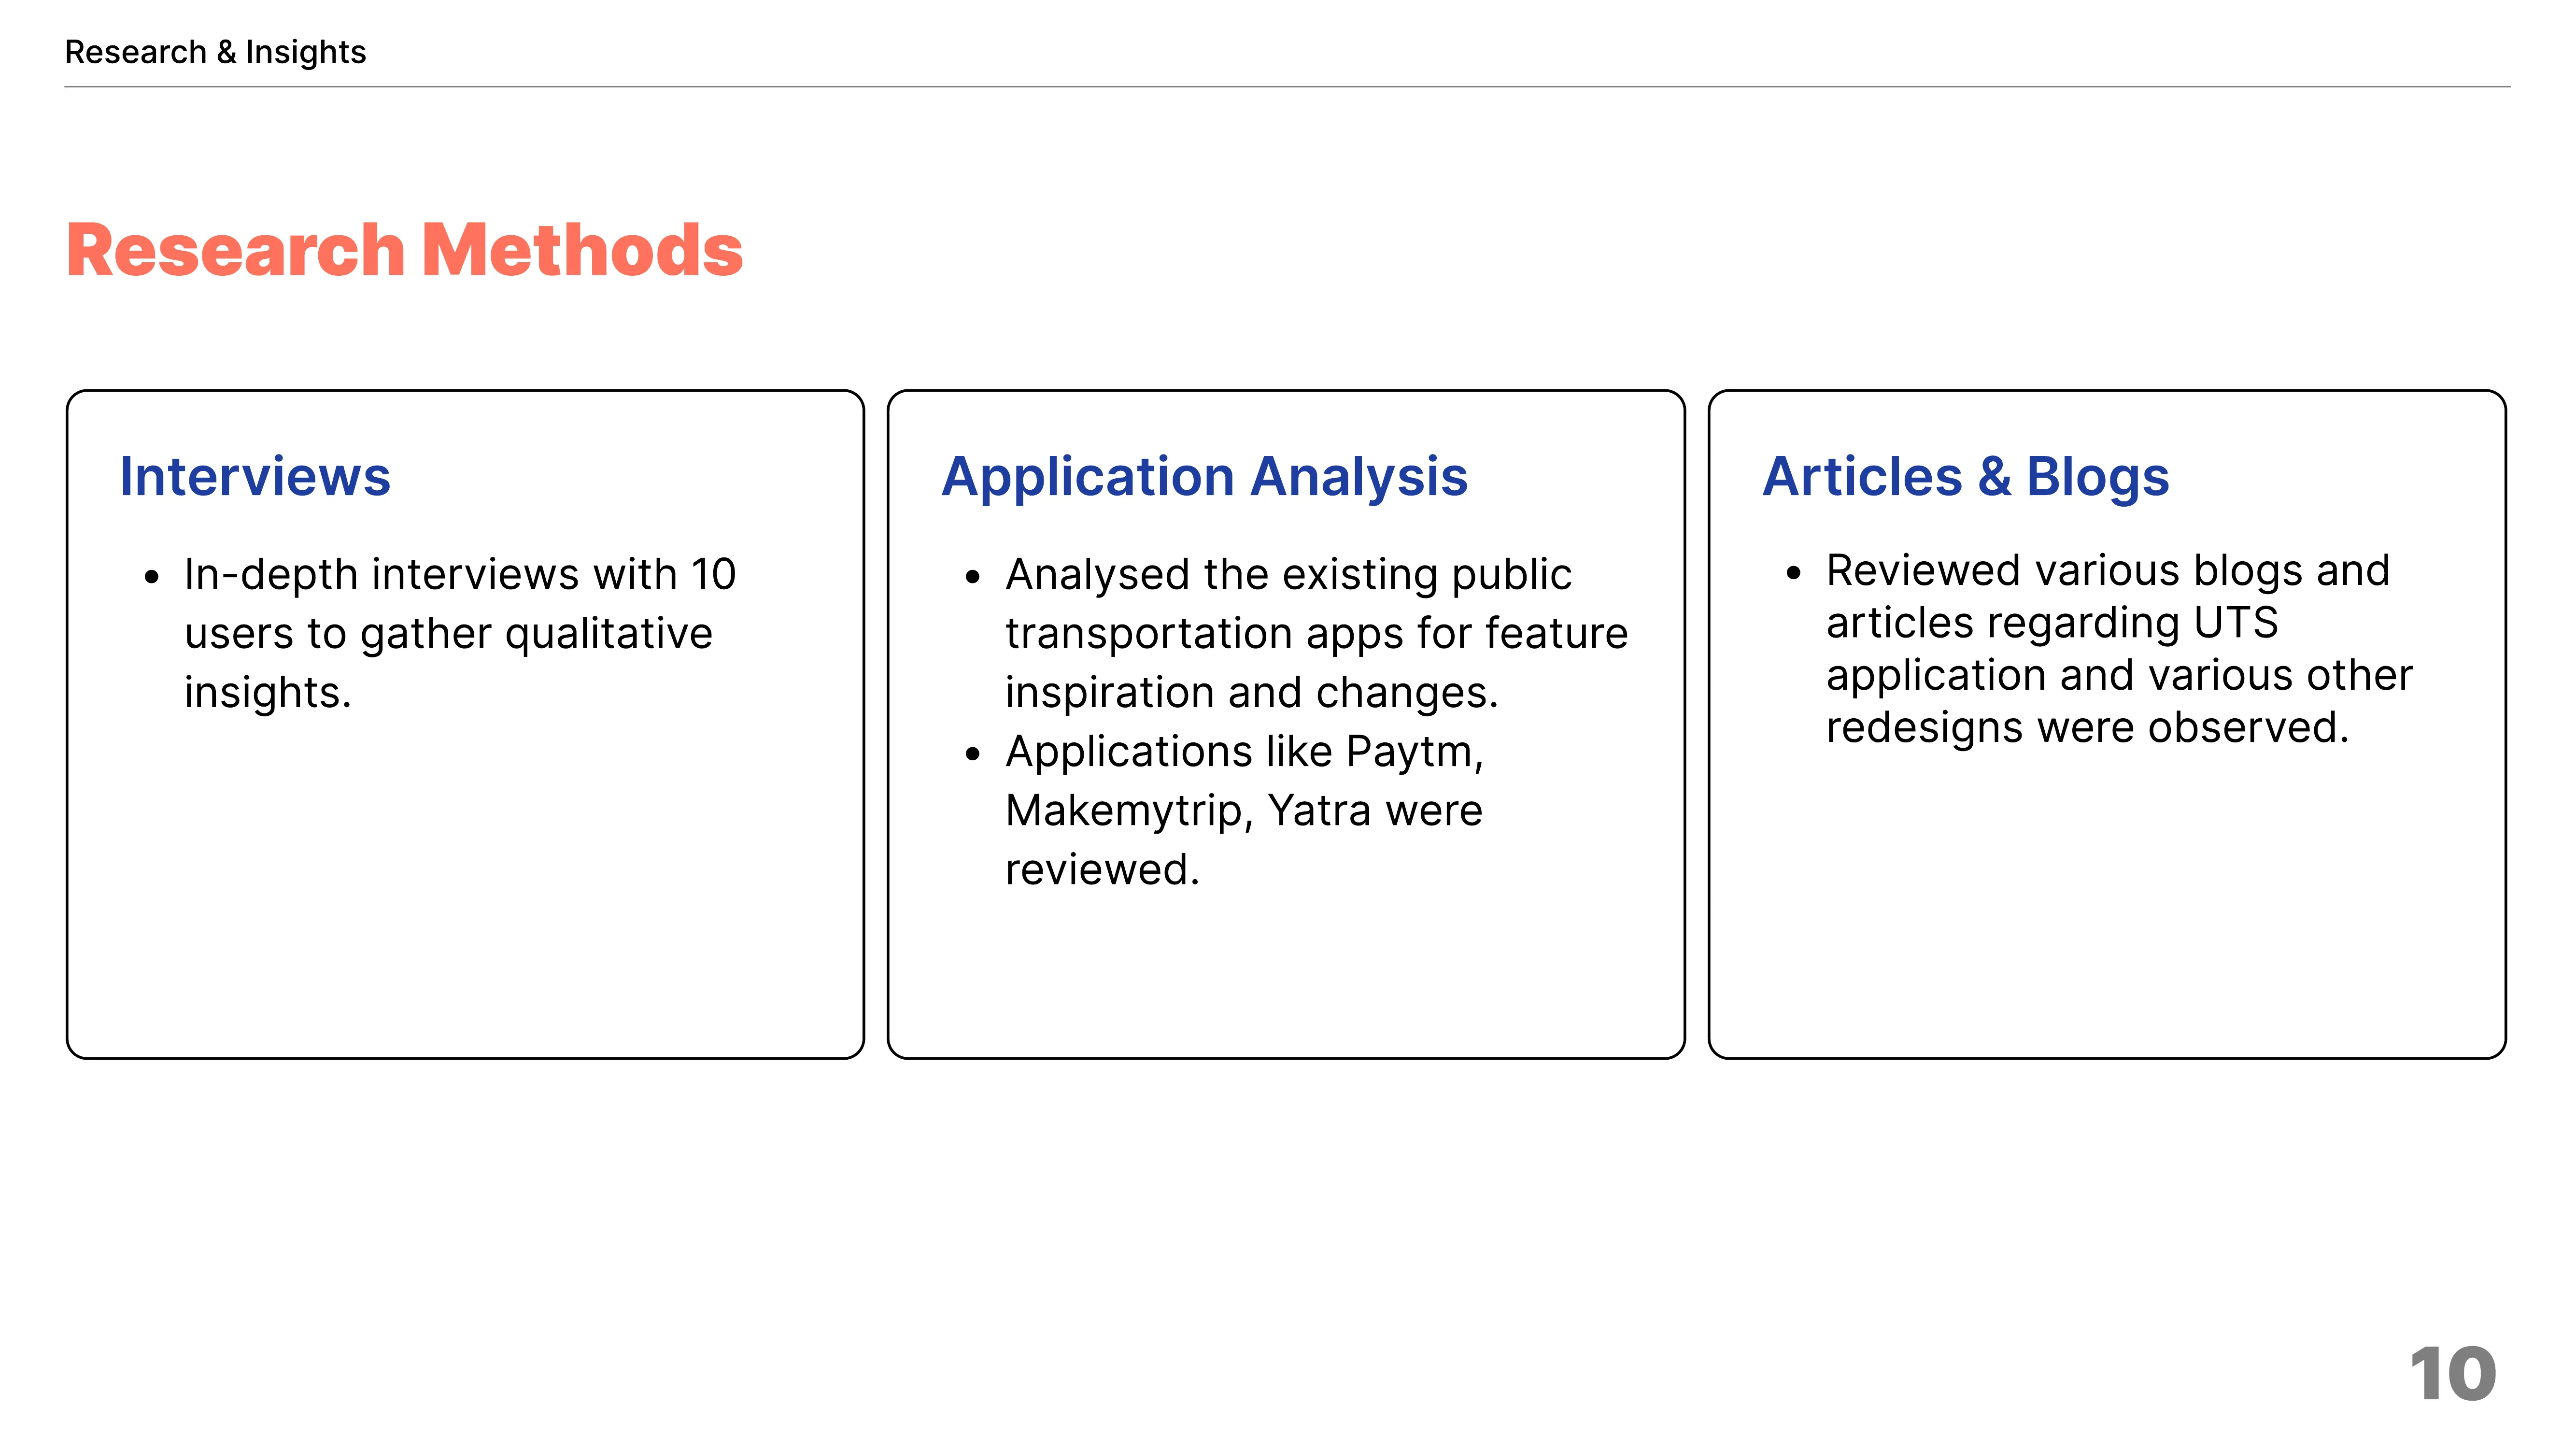 Research & Insights
Research Methods
Interviews
• In-depth interviews with 10
users to gather qualitative
insights.
Application Analysis
• Analysed the existing public
transportation apps for feature
inspiration and changes.
• Applications like Paytm,
Makemytrip, Yatra were
reviewed.
Articles & Blogs
• Reviewed various blogs and
articles regarding UTS
application and various other
redesigns were observed.
10